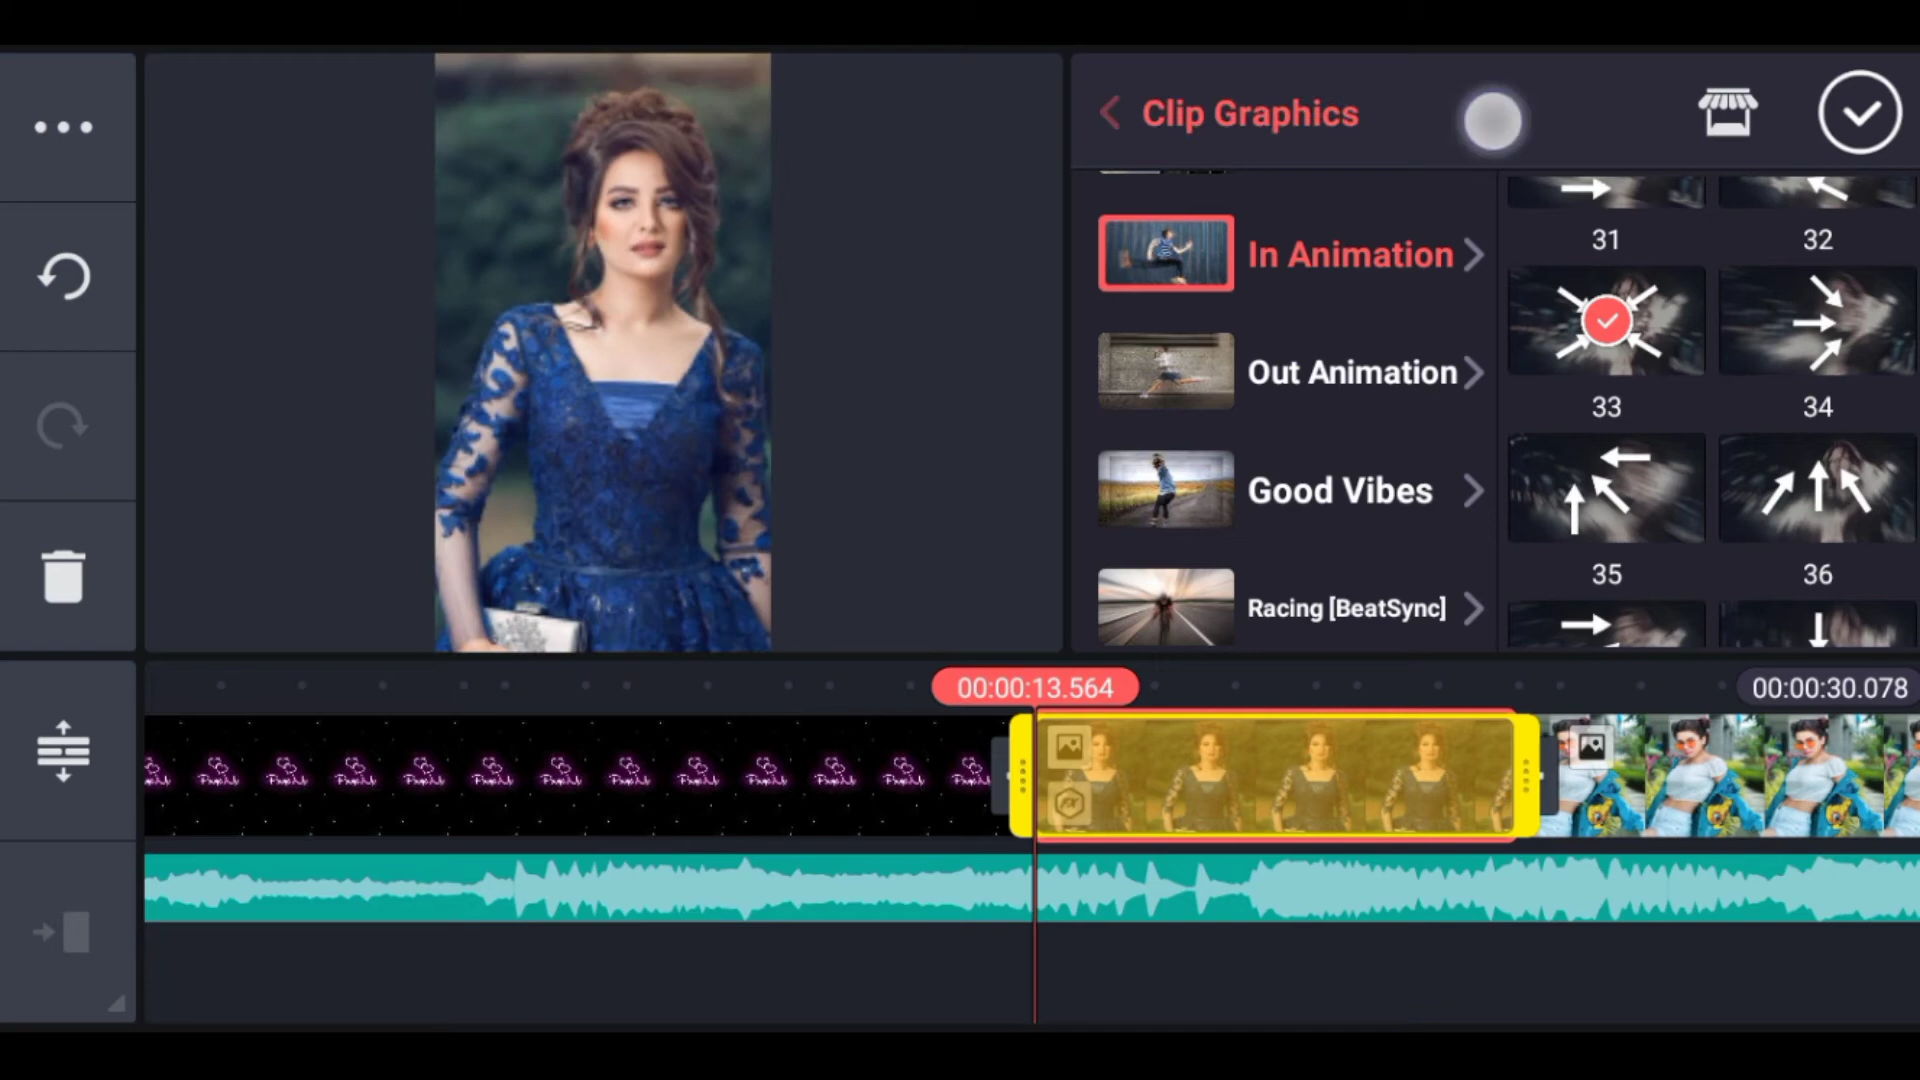 Clip Graphics
In Animation
Out Animation
Good Vibes
Racing [BeatSync]
31
32
33
34
35
36
00:00:13.564
00:00:30.078
FX